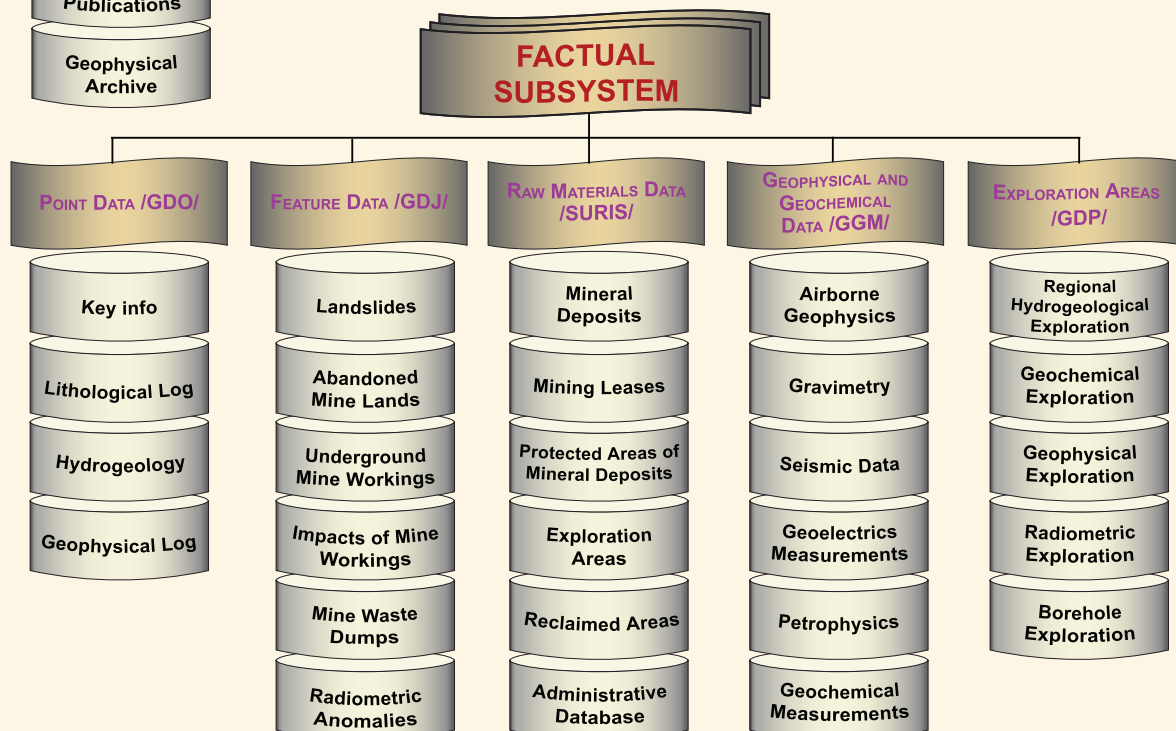 Publications
Geophysical
Archive
FACTUAL
SUBSYSTEM
POINT DATA /GDO/
Key info
Lithological Log
Hydrogeology
Geophysical Log
FEATURE DATA /GDJ/
Landslides
Abandoned
Mine Lands
Underground
Mine Workings
Impacts of Mine
Workings
Mine Waste
Dumps
Radiometric
Anomalies
RAW MATERIALS DATA
/SURIS/
Mineral
Deposits
Mining Leases
Protected Areas of
Mineral Deposits
Exploration
Areas
Reclaimed Areas
Administrative
Database
GEOPHYSICAL AND
GEOCHEMICAL
DATA /GGM/
Airborne
Geophysics
Gravimetry
Seismic Data
Geoelectrics
Measurements
Petrophysics
Geochemical
Measurements
EXPLORATION AREAS
/GDP/
Regional
Hydrogeological
Exploration
Geochemical
Exploration
Geophysical
Exploration
Radiometric
Exploration
Borehole
Exploration